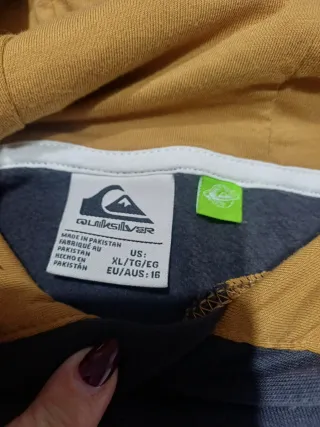 QUIKSILVER
MADE IN PAKISTAN
FABRIQUÉ AU
PAKISTAN
HECHO EN
PAKISTÁN
US:
XL/TG/EG
EU/AUS: 16